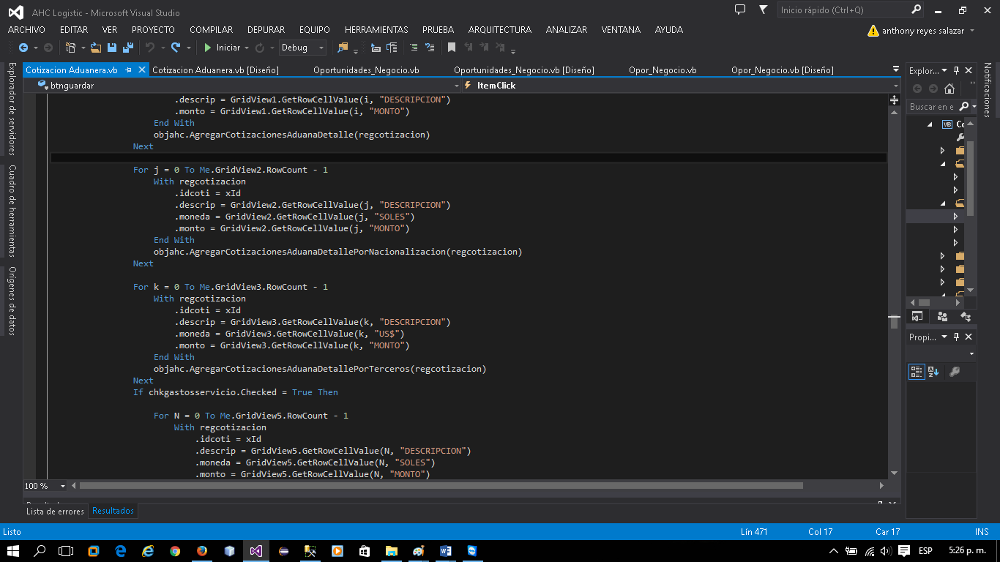 AHC Logistic - Microsoft Visual Studio
Inicio rápido (Ctrl+Q)
ARCHIVO EDITAR VER PROYECTO COMPILAR DEPURAR EQUIPO HERRAMIENTAS PRUEBA ARQUITECTURA ANALIZAR VENTANA AYUDA
anthony reyes salazar
Iniciar
Debug
Cotizacion Aduanera.vb
Cotizacion Aduanera.vb [Diseño]
Oportunidades_Negocio.vb
Oportunidades_Negocio.vb [Diseño]
Opor_Negocio.vb
Opor_Negocio.vb [Diseño]
btnguardar
ItemClick
Explorador de servidores
Cuadro de herramientas
Orígenes de datos
.descrip = GridView1.GetRowCellValue(i, "DESCRIPCION")
.monto = GridView1.GetRowCellValue(i, "MONTO")
End With
objahc.AgregarCotizacionesAduanaDetalle(regcotizacion)
Next
For j = 0 To Me.GridView2.RowCount - 1
With regcotizacion
.idcoti = xId
.descrip = GridView2.GetRowCellValue(j, "DESCRIPCION")
.moneda = GridView2.GetRowCellValue(j, "SOLES")
.monto = GridView2.GetRowCellValue(j, "MONTO")
End With
objahc.AgregarCotizacionesAduanaDetallePorNacionalizacion(regcotizacion)
Next
For k = 0 To Me.GridView3.RowCount - 1
With regcotizacion
.idcoti = xId
.descrip = GridView3.GetRowCellValue(k, "DESCRIPCION")
.moneda = GridView3.GetRowCellValue(k, "US$")
.monto = GridView3.GetRowCellValue(k, "MONTO")
End With
objahc.AgregarCotizacionesAduanaDetallePorTerceros(regcotizacion)
Next
If chkgastosservicio.Checked = True Then
For N = 0 To Me.GridView5.RowCount - 1
With regcotizacion
.idcoti = xId
.descrip = GridView5.GetRowCellValue(N, "DESCRIPCION")
.moneda = GridView5.GetRowCellValue(N, "SOLES")
.monto = GridView5.GetRowCellValue(N, "MONTO")
100 %
Explor...
Buscar en e
VB
Propi...
Notificaciones
Lista de errores
Resultados
Listo
Lín 471
Col 17
Car 17
INS
ESP
5:26 p. m.